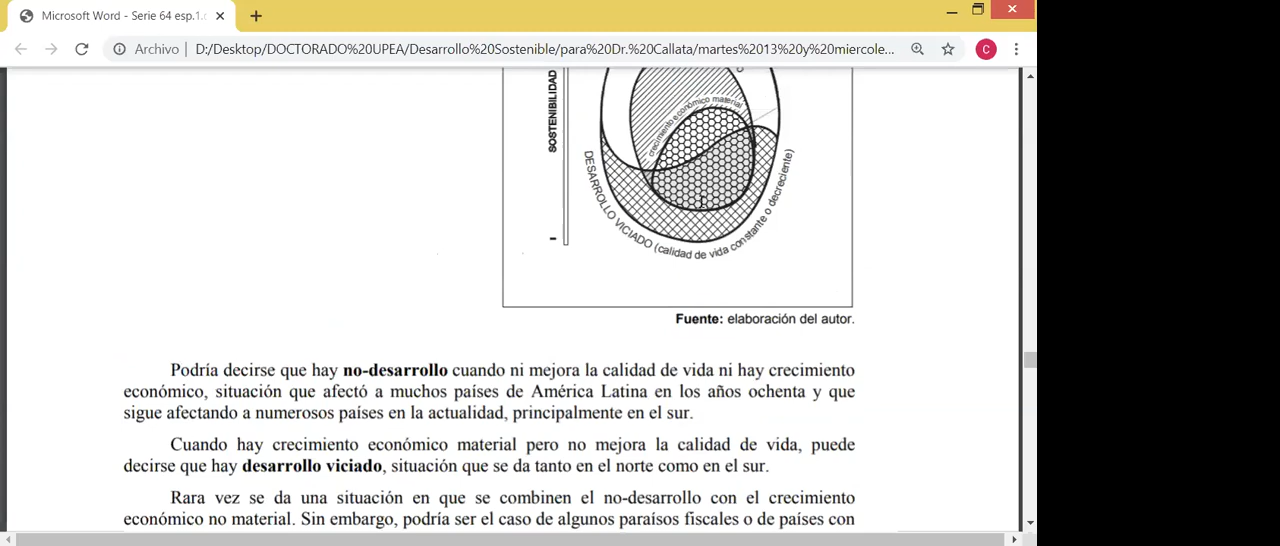 Microsoft Word - Serie 64 esp.1.
Archivo D:/Desktop/DOCTORADO%20UPEA/Desarrollo%20Sostenible/para%20Dr.%20Callata/martes%2013%20y%20miercole...
C
SOSTENIBILIDAD
crecimiento económico material
DESARROLLO VICIADO (calidad de vida constante o decreciente)
Fuente: elaboración del autor.
Podría decirse que hay no-desarrollo cuando ni mejora la calidad de vida ni hay crecimiento
económico, situación que afectó a muchos países de América Latina en los años ochenta y que
sigue afectando a numerosos países en la actualidad, principalmente en el sur.
Cuando hay crecimiento económico material pero no mejora la calidad de vida, puede
decirse que hay desarrollo viciado, situación que se da tanto en el norte como en el sur.
Rara vez se da una situación en que se combinen el no-desarrollo con el crecimiento
económico no material. Sin embargo, podría ser el caso de algunos paraísos fiscales o de países con